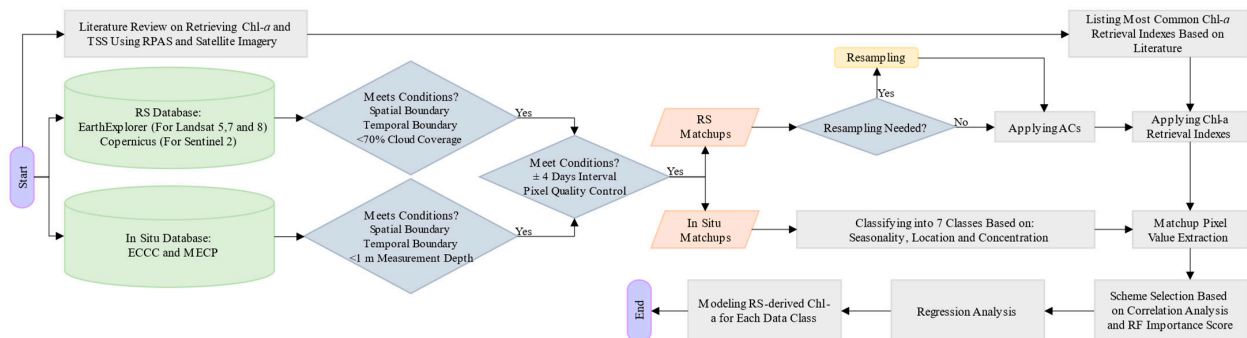 Start
Literature Review on Retrieving Chl-a and
TSS Using RPAS and Satellite Imagery
Listing Most Common Chl-a
Retrieval Indexes Based on
Literature
RS Database:
EarthExplorer (For Landsat 5,7 and 8)
Copernicus (For Sentinel 2)
Meets Conditions?
Spatial Boundary
Temporal Boundary
<70% Cloud Coverage
Yes
In Situ Database:
ECCC and MECP
Meets Conditions?
Spatial Boundary
Temporal Boundary
<1 m Measurement Depth
Yes
Meet Conditions?
± 4 Days Interval
Pixel Quality Control
Yes
RS
Matchups
Resampling Needed?
Yes
Resampling
No
Applying ACs
Applying Chl-a
Retrieval Indexes
In Situ
Matchups
Classifying into 7 Classes Based on:
Seasonality, Location and Concentration
Matchup Pixel
Value Extraction
Scheme Selection Based
on Correlation Analysis
and RF Importance Score
Regression Analysis
Modeling RS-derived Chl-
a for Each Data Class
End